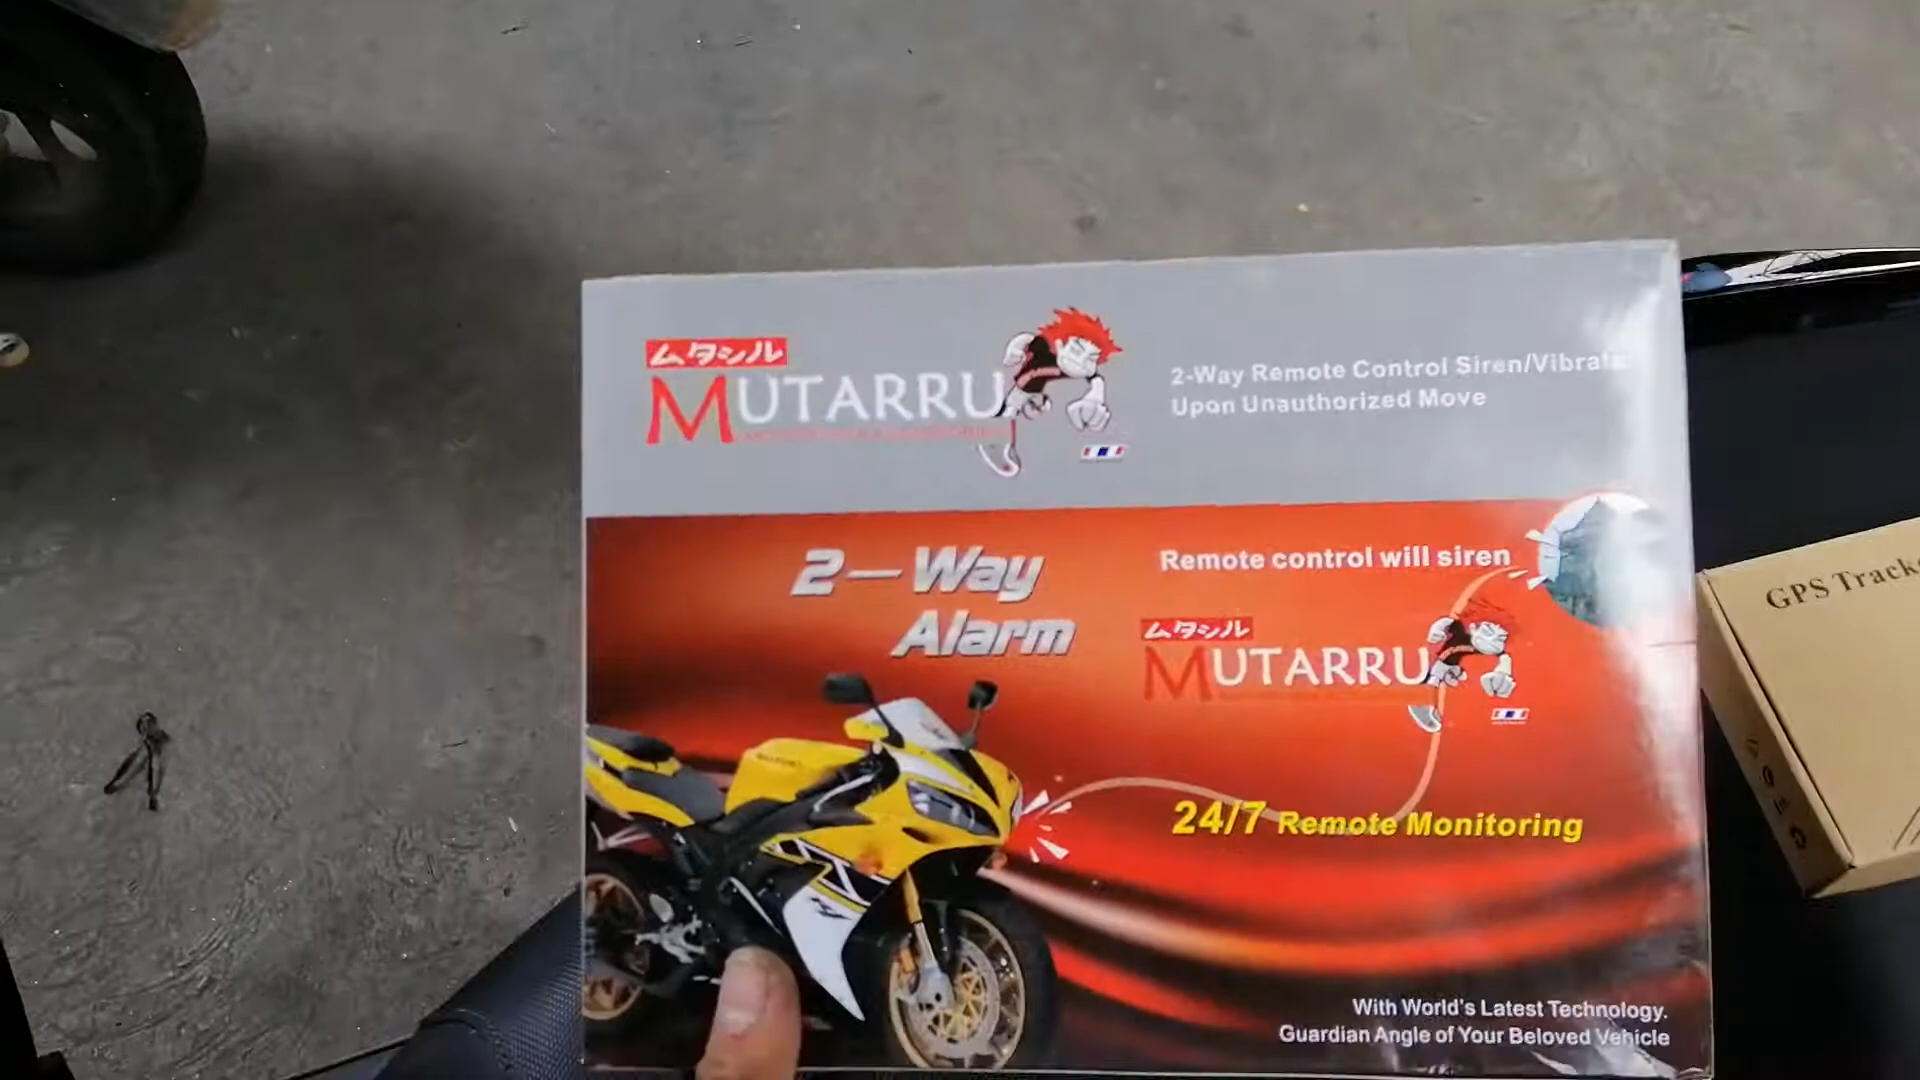 ムタシル
MUTARRU
2-Way Remote Control Siren/Vibrate
Upon Unauthorized Move
2-Way
Alarm
Remote control will siren
ムタシル
MUTARRU
24/7 Remote Monitoring
With World's Latest Technology.
Guardian Angle of Your Beloved Vehicle
GPS